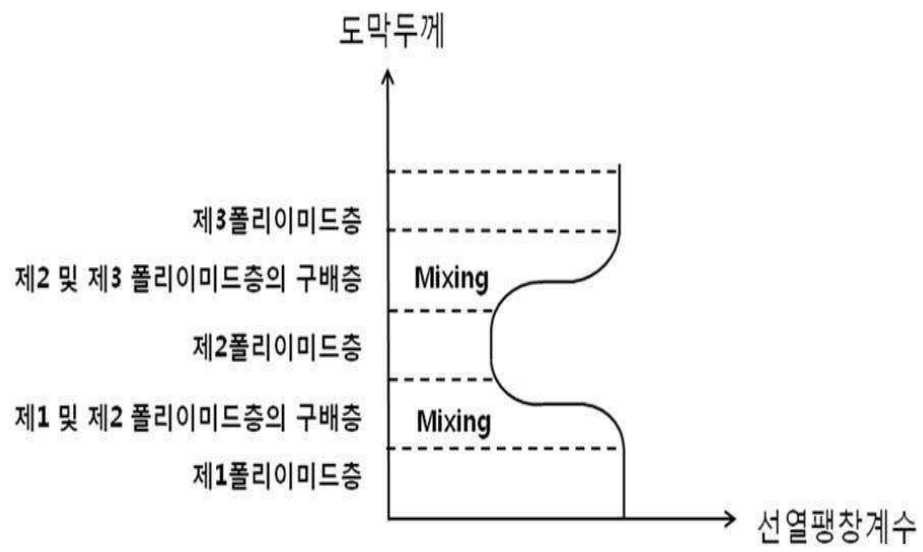 도막두께
제3폴리이미드층
제2 및 제3 폴리이미드층의 구배층
Mixing
제2폴리이미드층
제1 및 제2 폴리이미드층의 구배층
Mixing
제1폴리이미드층
선열팽창계수